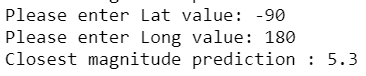 Please enter Lat value: -90
Please enter Long value: 180
Closest magnitude prediction : 5.3